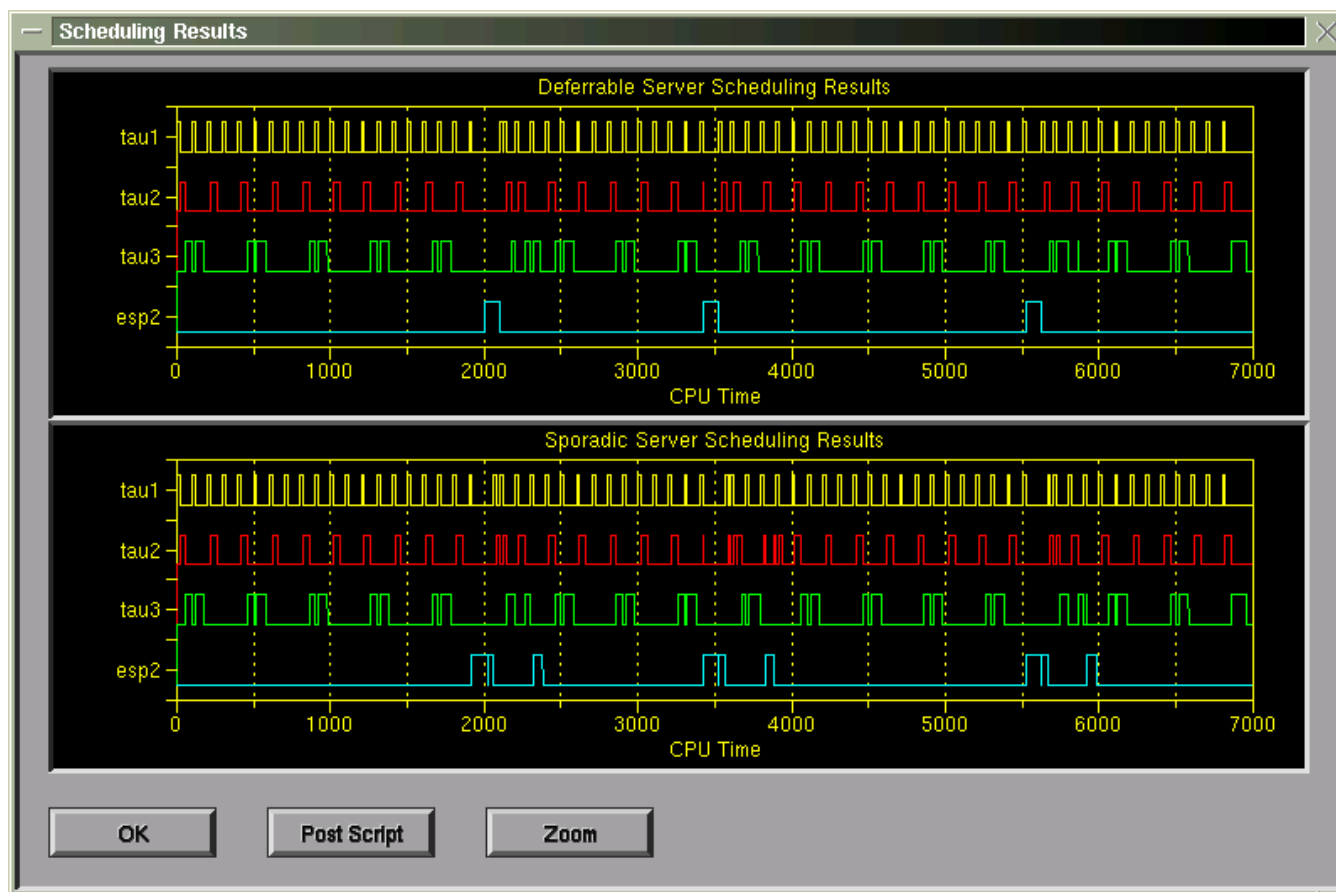 Scheduling Results
Deferrable Server Scheduling Results
tau1
tau2
tau3
esp2
0 1000 2000 3000 4000 5000 6000 7000
CPU Time
Sporadic Server Scheduling Results
tau1
tau2
tau3
esp2
0 1000 2000 3000 4000 5000 6000 7000
CPU Time
OK Post Script Zoom